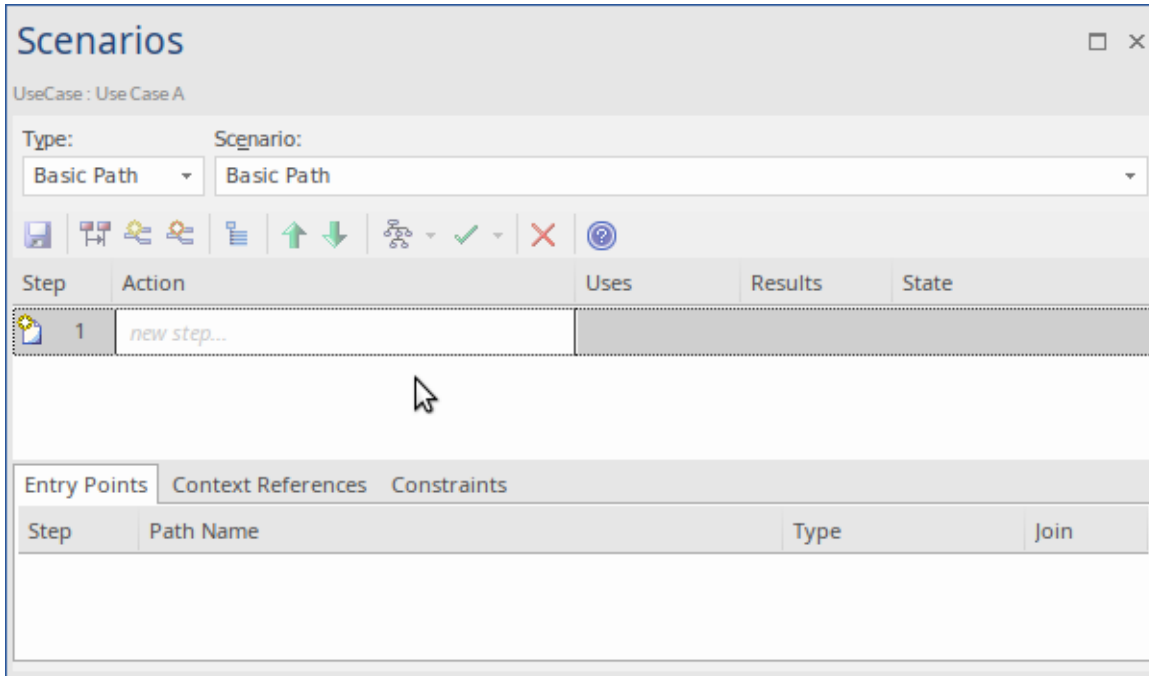 Scenarios
UseCase : Use Case A
Type: Scenario:
Basic Path Basic Path
Step Action Uses Results State
1 new step...
Entry Points Context References Constraints
Step Path Name Type Join